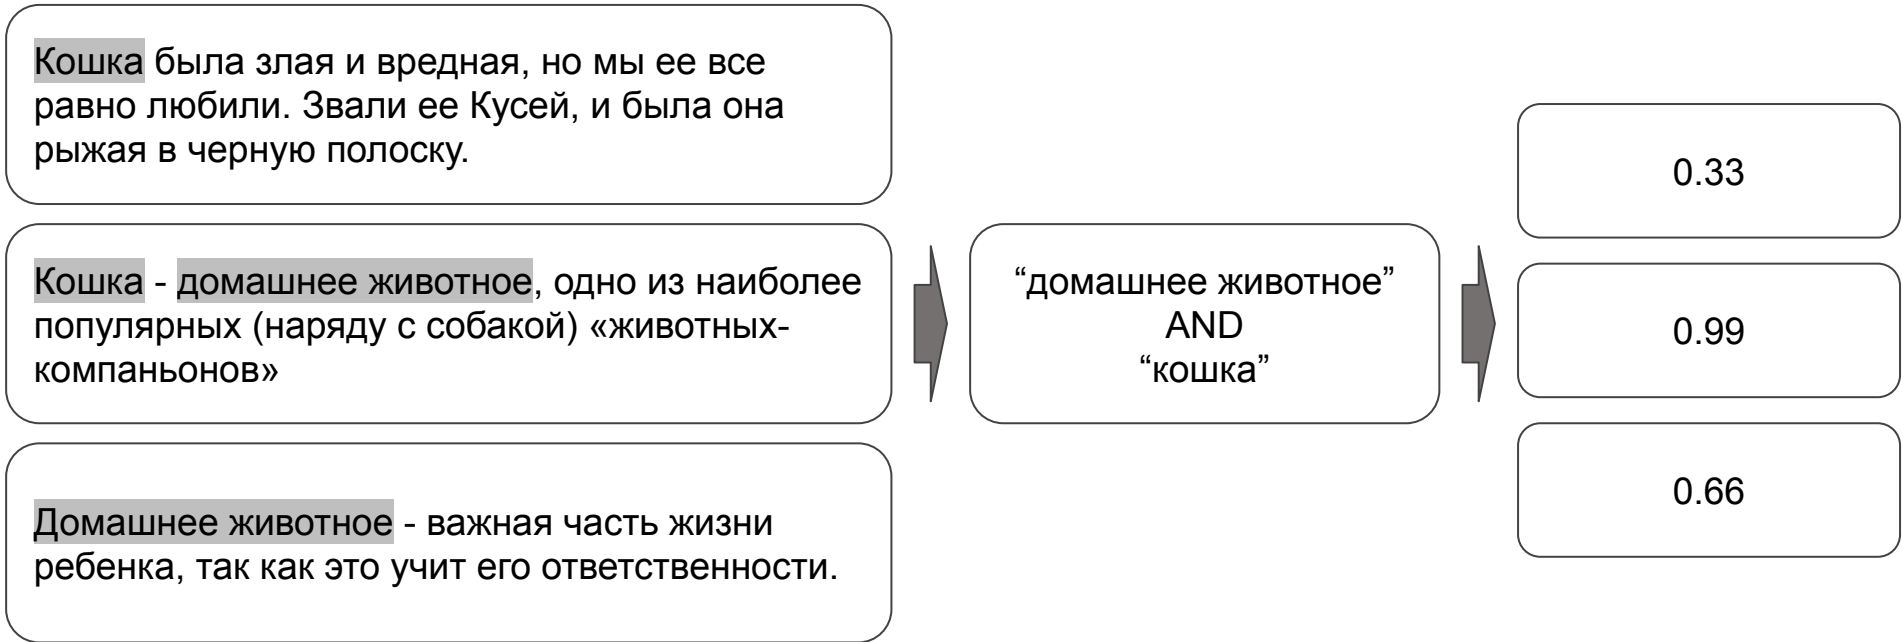 Кошка была злая и вредная, но мы ее все
равно любили. Звали ее Кусей, и была она
рыжая в черную полоску.
Кошка - домашнее животное, одно из наиболее
популярных (наряду с собакой) «животных-
компаньонов»
Домашнее животное - важная часть жизни
ребенка, так как это учит его ответственности.
“домашнее животное”
AND
“кошка”
0.33
0.99
0.66